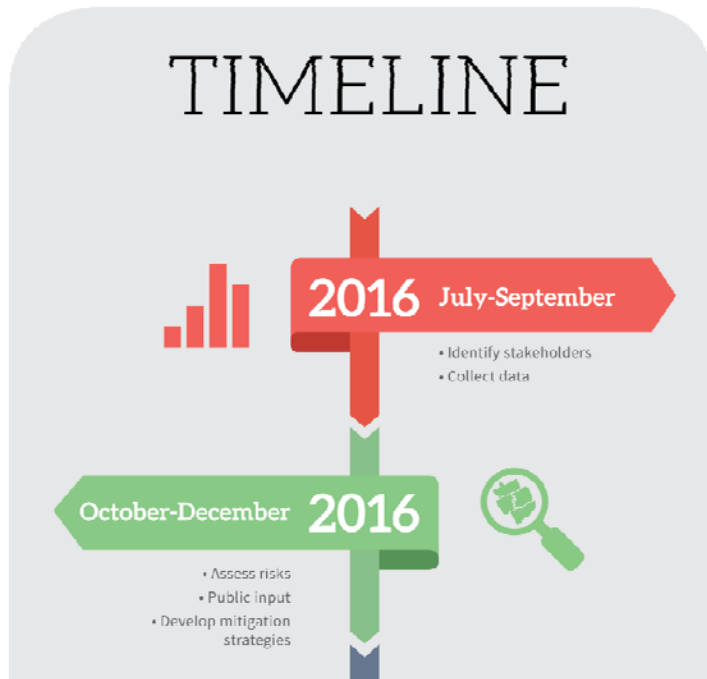 TIMELINE
2016 July-September
• Identify stakeholders
• Collect data
October-December 2016
• Assess risks
• Public input
• Develop mitigation
strategies